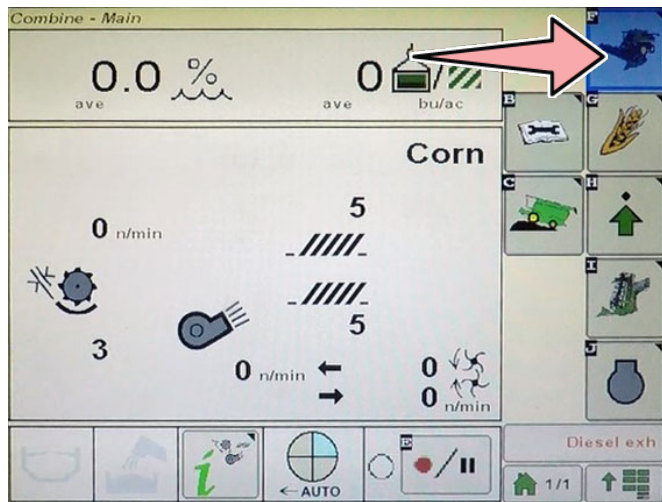 Combine - Main
F
0.0 %
ave
0 /
ave bu/ac
B
G
Corn
C
H
5
0 n/min
I
5
3
J
0 n/min ← 0
→ 0 n/min
Diesel exh
i
← AUTO
E
/
1/1